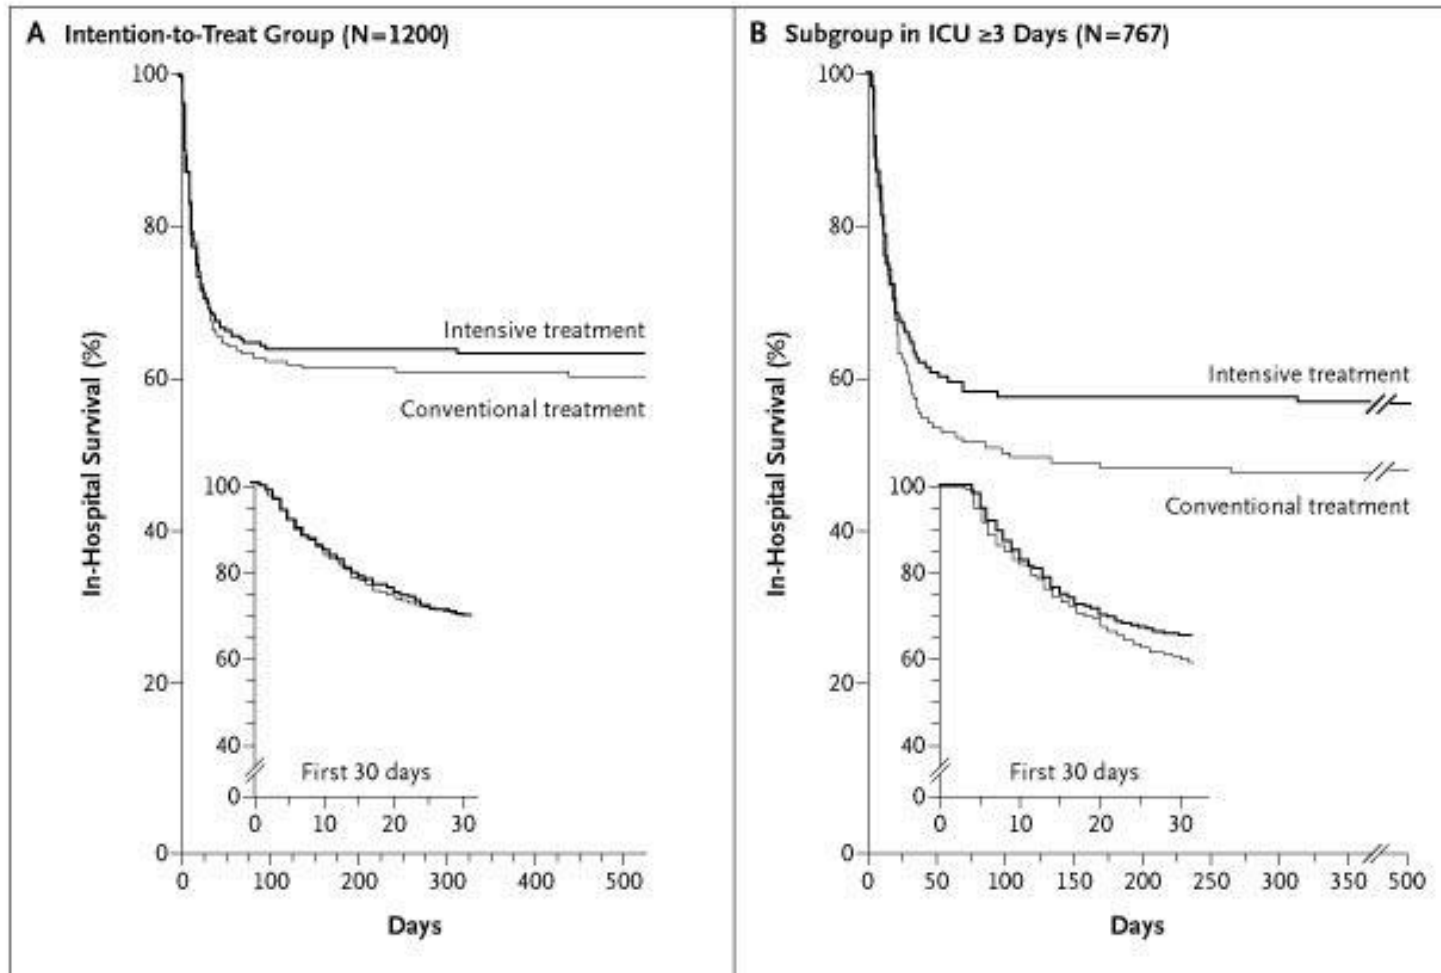 A Intention-to-Treat Group (N=1200)
100
80
60
40
20
0
In-Hospital Survival (%)
Intensive treatment
Conventional treatment
100
80
60
40
0
First 30 days
0 10 20 30
0 100 200 300 400 500
Days
B Subgroup in ICU ≥3 Days (N=767)
100
80
60
40
20
0
In-Hospital Survival (%)
Intensive treatment
Conventional treatment
100
80
60
40
0
First 30 days
0 10 20 30
0 50 100 150 200 250 300 350 500
Days